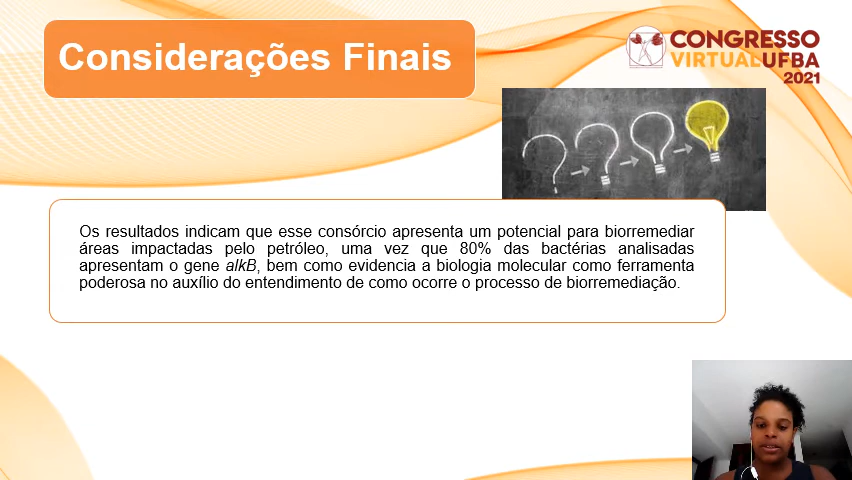 Considerações Finais
CONGRESSO
VIRTUALUFBA
2021
Os resultados indicam que esse consórcio apresenta um potencial para biorremediar
áreas impactadas pelo petróleo, uma vez que 80% das bactérias analisadas
apresentam o gene alkB, bem como evidencia a biologia molecular como ferramenta
poderosa no auxílio do entendimento de como ocorre o processo de biorremediação.